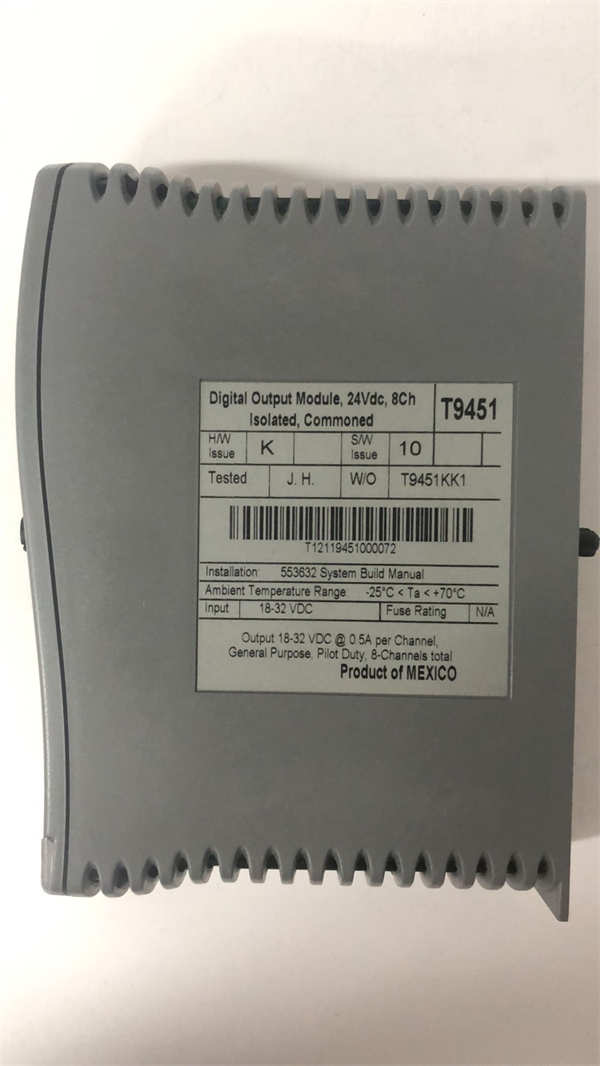 Digital Output Module, 24Vdc, 8Ch
Isolated, Commoned
T9451
H/W Issue K S/W Issue 10
Tested J. H. W/O T9451KK1
T12119451000072
Installation: 553632 System Build Manual
Ambient Temperature Range -25°C < Ta < +70°C
Input 18-32 VDC Fuse Rating N/A
Output 18-32 VDC @ 0.5A per Channel,
General Purpose, Pilot Duty, 8-Channels total
Product of MEXICO